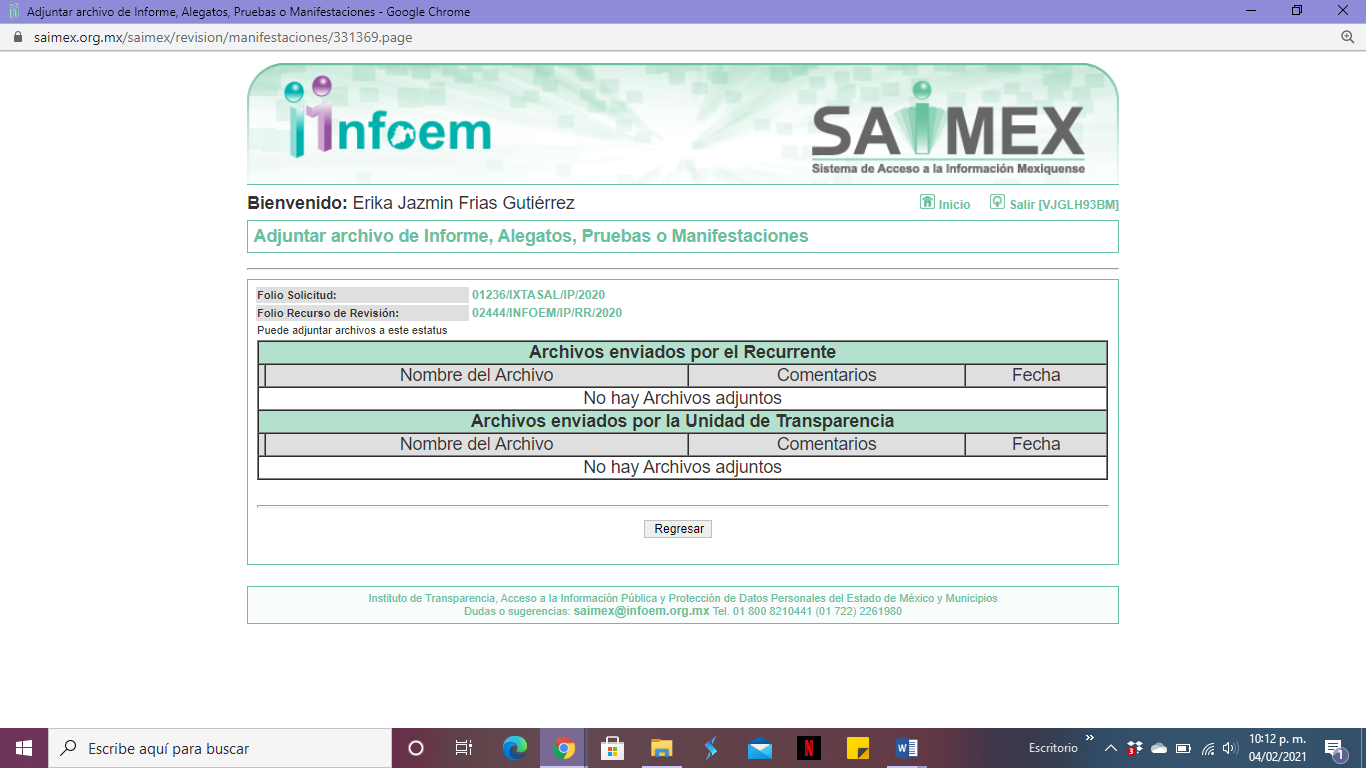 Adjuntar archivo de Informe, Alegatos, Pruebas o Manifestaciones - Google Chrome
saimex.org.mx/saimex/revision/manifestaciones/331369.page
infoem
SAIMEX
Sistema de Acceso a la Información Mexiquense
Bienvenido: Erika Jazmin Frias Gutiérrez
Inicio Salir [VJGLH93BM]
Adjuntar archivo de Informe, Alegatos, Pruebas o Manifestaciones
Folio Solicitud: 01236/IXTASAL/IP/2020
Folio Recurso de Revisión: 02444/INFOEM/IP/RR/2020
Puede adjuntar archivos a este estatus
Archivos enviados por el Recurrente
Nombre del Archivo Comentarios Fecha
No hay Archivos adjuntos
Archivos enviados por la Unidad de Transparencia
Nombre del Archivo Comentarios Fecha
No hay Archivos adjuntos
Regresar
Instituto de Transparencia, Acceso a la Información Pública y Protección de Datos Personales del Estado de México y Municipios
Dudas o sugerencias: saimex@infoem.org.mx Tel. 01 800 8210441 (01 722) 2261980
Escribe aquí para buscar
Escritorio
10:12 p. m.
04/02/2021